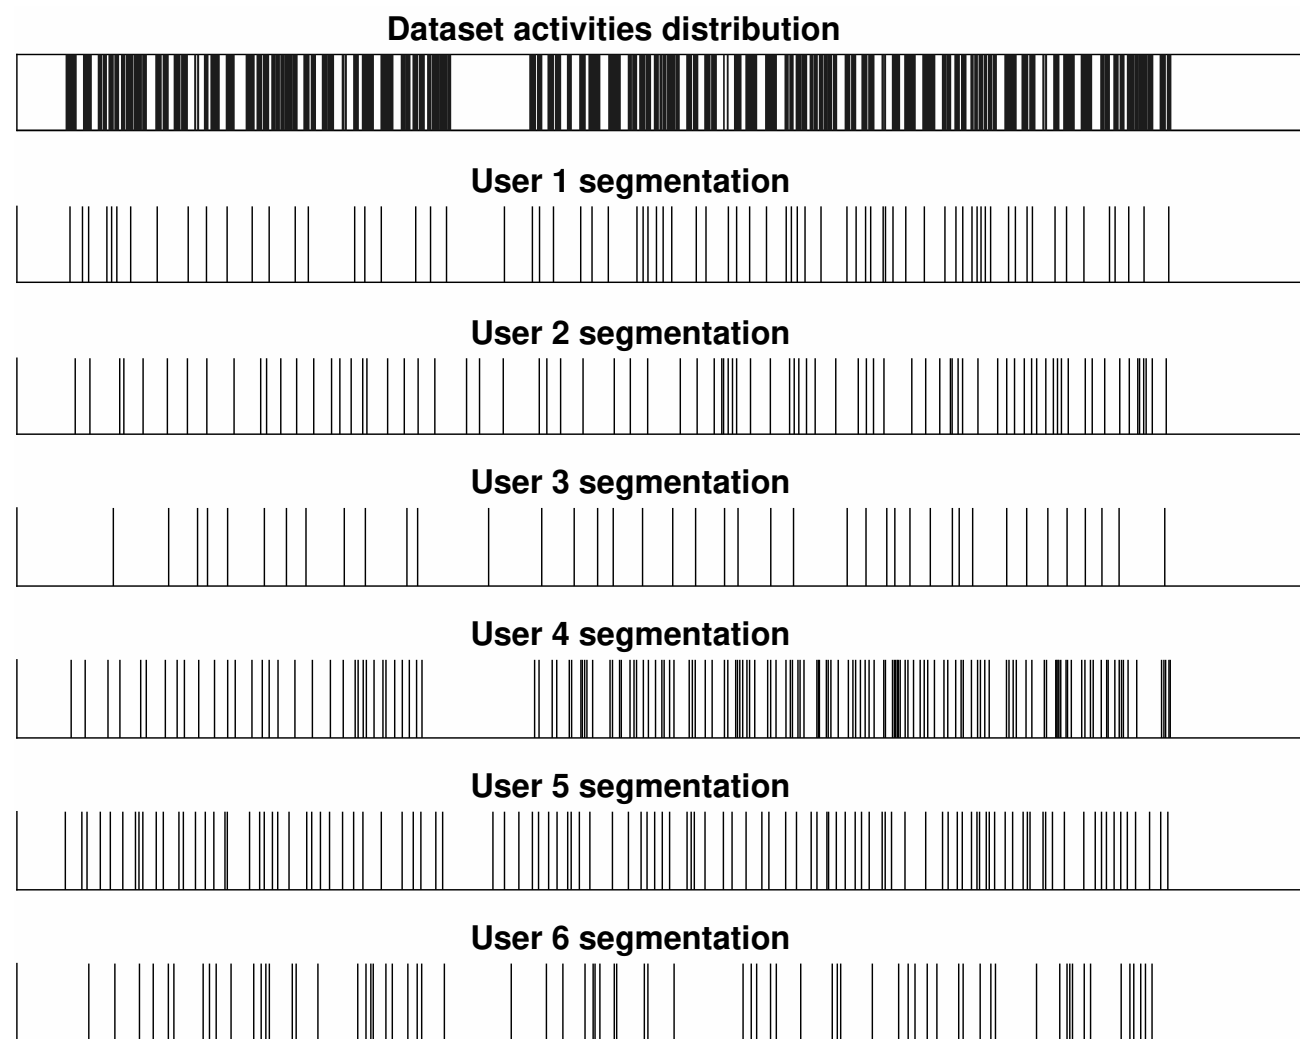 Dataset activities distribution
User 1 segmentation
User 2 segmentation
User 3 segmentation
User 4 segmentation
User 5 segmentation
User 6 segmentation